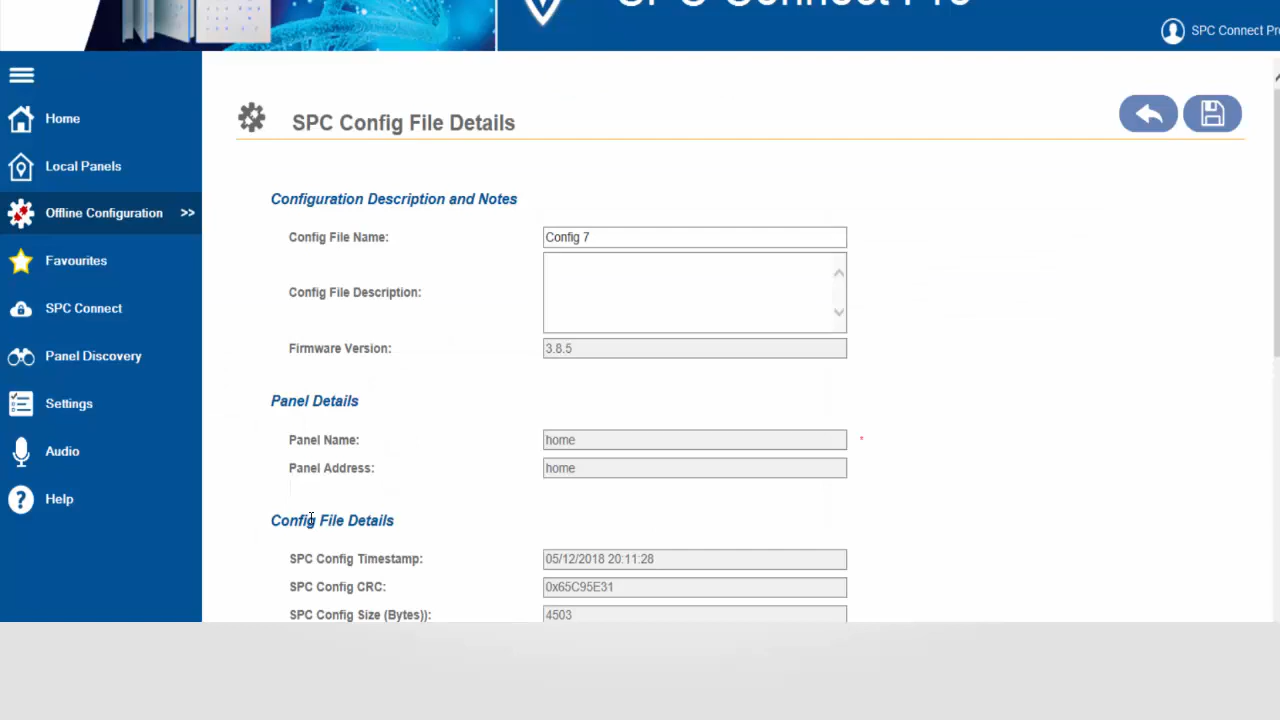 SPC Connect Pro
SPC Connect Pr
Home
Local Panels
Offline Configuration >>
Favourites
SPC Connect
Panel Discovery
Settings
Audio
Help
SPC Config File Details
Configuration Description and Notes
Config File Name: Config 7
Config File Description:
Firmware Version: 3.8.5
Panel Details
Panel Name: home *
Panel Address: home
Config File Details
SPC Config Timestamp: 05/12/2018 20:11:28
SPC Config CRC: 0x65C95E31
SPC Config Size (Bytes)): 4503